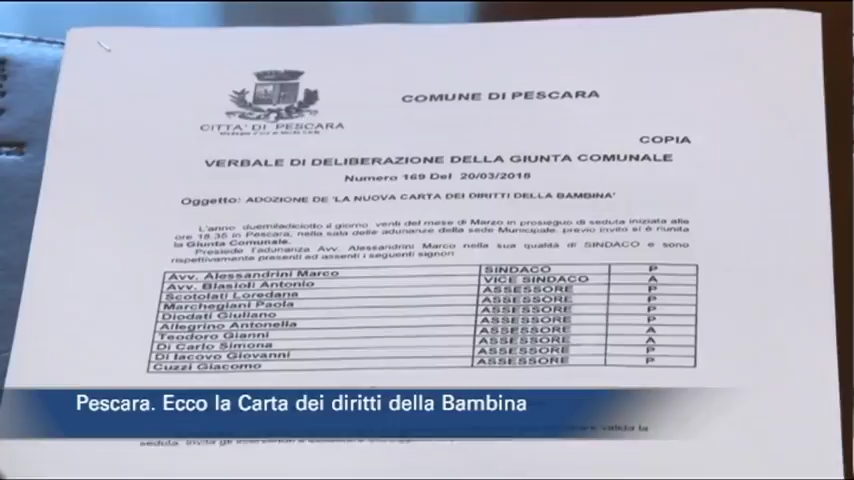 COMUNE DI PESCARA
CITTA' DI PESCARA
COPIA
VERBALE DI DELIBERAZIONE DELLA GIUNTA COMUNALE
Numero 169 Del 20/03/2018
Oggetto: ADOZIONE DE 'LA NUOVA CARTA DEI DIRITTI DELLA BAMBINA'
L'anno duemiladiciotto il giorno venti del mese di Marzo in prosieguo di seduta iniziata alle
ore 18.35 in Pescara, nella sala delle adunanze della sede Municipale, previo invito si è riunita
la Giunta Comunale.
Presiede l'adunanza Avv. Alessandrini Marco nella sua qualità di SINDACO e sono
rispettivamente presenti ed assenti i seguenti signori
Avv. Alessandrini Marco SINDACO P
Avv. Blasioli Antonio VICE SINDACO A
Scotolati Loredana ASSESSORE P
Marchegiani Paola ASSESSORE P
Diodati Giuliano ASSESSORE P
Allegrino Antonella ASSESSORE P
Teodoro Gianni ASSESSORE A
Di Carlo Simona ASSESSORE A
Di Iacovo Giovanni ASSESSORE P
Cuzzi Giacomo ASSESSORE P
Pescara. Ecco la Carta dei diritti della Bambina
valida la
seduta invita gli